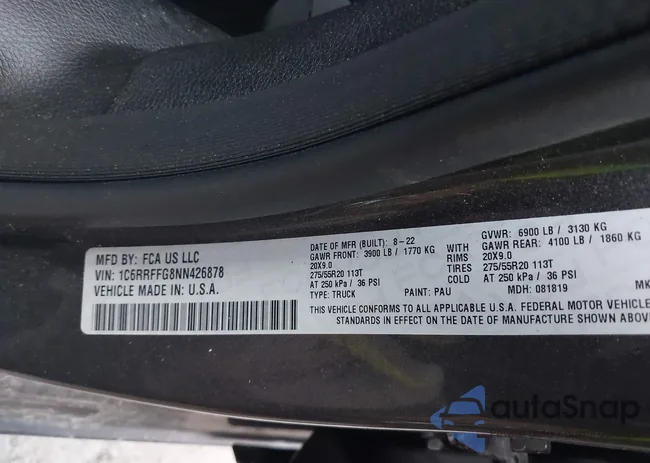 MFD BY: FCA US LLC
VIN: 1C6RRFFG8NN426878
VEHICLE MADE IN: U.S.A.
DATE OF MFR (BUILT): 8-22
GAWR FRONT: 3900 LB / 1770 KG
20X9.0
275/55R20 113T
AT 250 kPa / 36 PSI
TYPE: TRUCK
WITH
RIMS
TIRES
COLD
PAINT: PAU
GVWR: 6900 LB / 3130 KG
GAWR REAR: 4100 LB / 1860 KG
20X9.0
275/55R20 113T
AT 250 kPa / 36 PSI
MDH: 081819
MK
THIS VEHICLE CONFORMS TO ALL APPLICABLE U.S.A. FEDERAL MOTOR VEHICLE
STANDARDS IN EFFECT ON THE DATE OF MANUFACTURE SHOWN ABOVE.
autoSnap